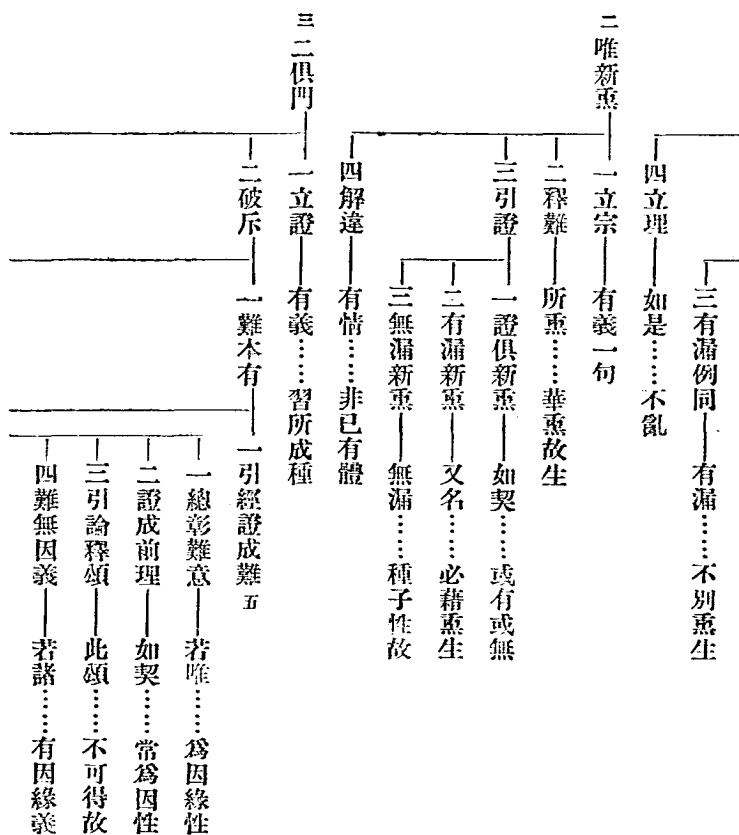 三有漏例同——有漏……不別熏生
四立理——如是……不亂
二唯新熏——一立宗——有義一句
二釋難——所熏……華熏故生
三引證——一證俱新熏——如契……或有或無
二有漏新熏——又名……必藉熏生
三無漏新熏——無漏……種子性故
四解違——有情……非已有體
三二俱門——一立證——有義……習所成種
二破斥——一難本有——一引經證成難五
一總彰難意——若唯……爲因緣性
二證成前理——如契……常爲因性
三引論釋頌——此頌……不可得故
四難無因義——若諸……有因緣義